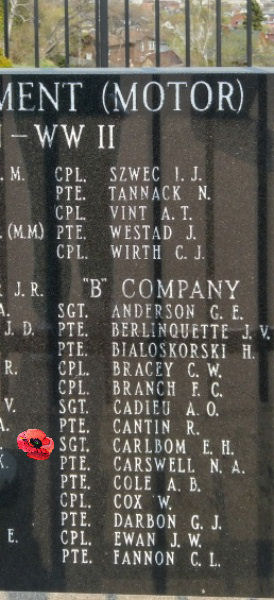 MENT (MOTOR)
– WW II
. M. CPL. SZWEC I. J.
PTE. TANNACK N.
CPL. VINT A. T.
(M.M.) PTE. WESTAD J.
CPL. WIRTH C. J.
J. R. "B" COMPANY
A. SGT. ANDERSON G. E.
J. D. PTE. BERLINQUETTE J. V.
PTE. BIALOSKORSKI H.
R. CPL. BRACEY C. W.
CPL. BRANCH F. C.
V. SGT. CADIEU A. O.
A. PTE. CANTIN R.
SGT. CARLBOM E. H.
K. PTE. CARSWELL N. A.
PTE. COLE A. B.
CPL. COX W.
PTE. DARBON G. J.
E. CPL. EWAN J. W.
PTE. FANNON C. L.